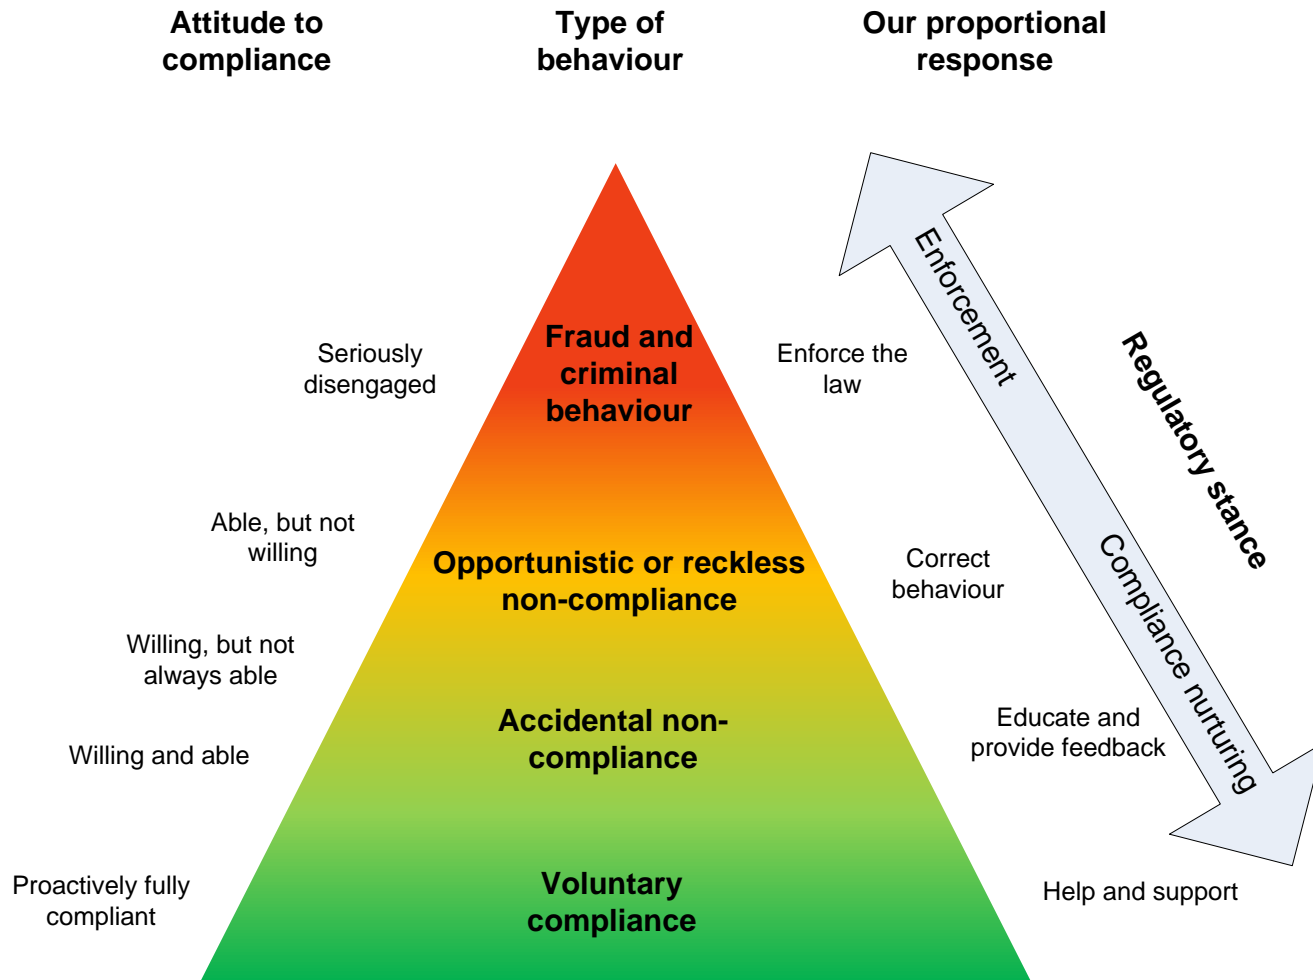 Attitude to
compliance
Type of
behaviour
Our proportional
response
Seriously
disengaged
Fraud and
criminal
behaviour
Enforce the
law
Enforcement
Regulatory stance
Able, but not
willing
Opportunistic or reckless
non-compliance
Correct
behaviour
Compliance nurturing
Willing, but not
always able
Willing and able
Accidental non-
compliance
Educate and
provide feedback
Proactively fully
compliant
Voluntary
compliance
Help and support